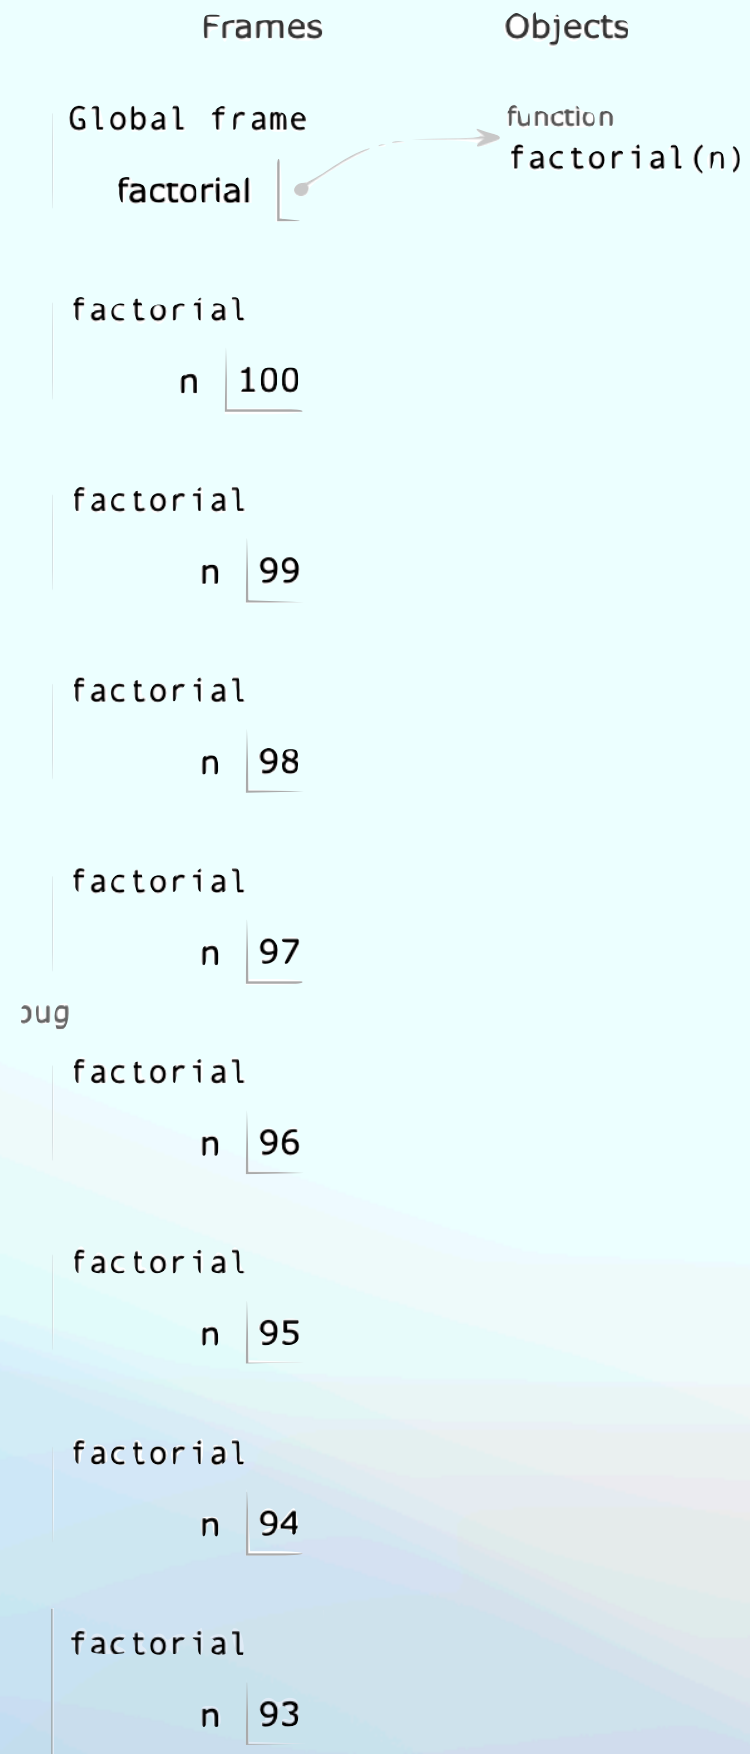 Frames Objects
Global frame
function
factorial(n)
factorial
factorial
n 100
factorial
n 99
factorial
n 98
factorial
n 97
factorial
n 96
factorial
n 95
factorial
n 94
factorial
n 93